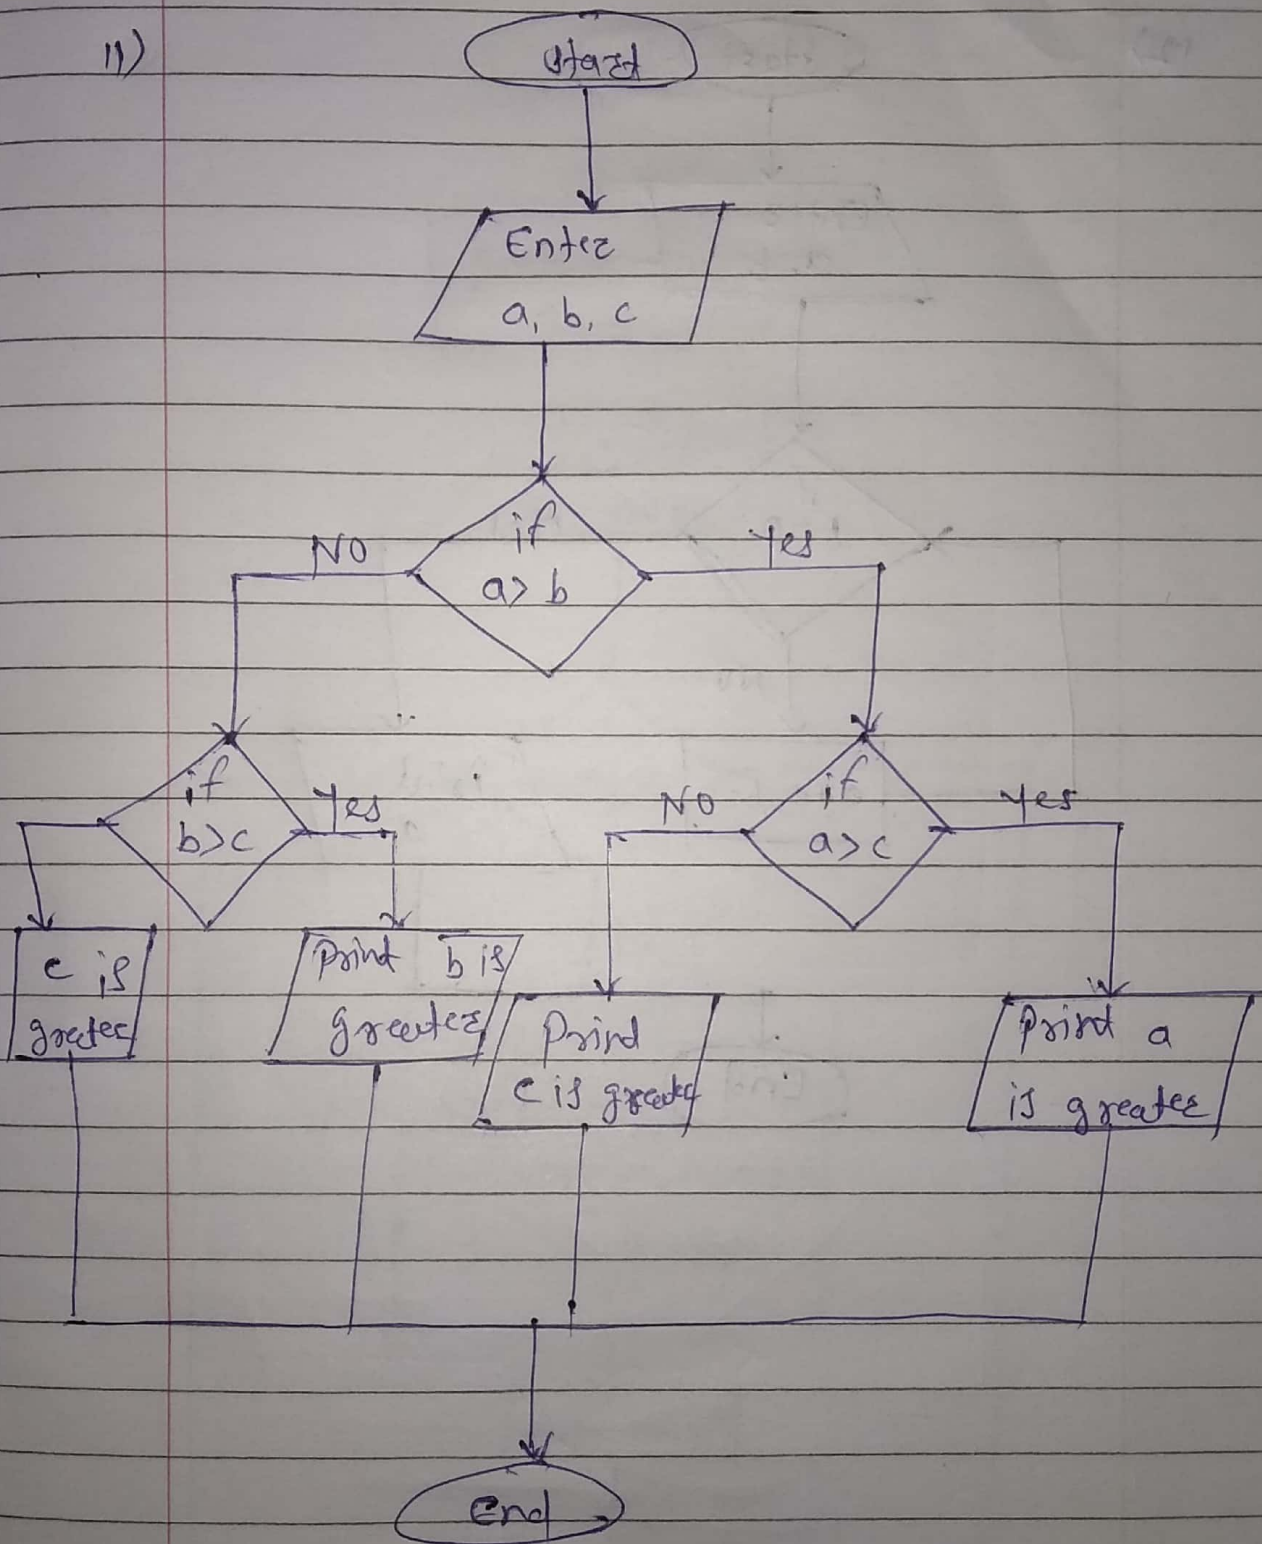 11)
Start
Enter
a, b, c
if
a > b
NO
Yes
if
b>c
Yes
if
a>c
NO
Yes
c is
greater
Print b is
greater
Print
c is greater
Print a
is greater
End